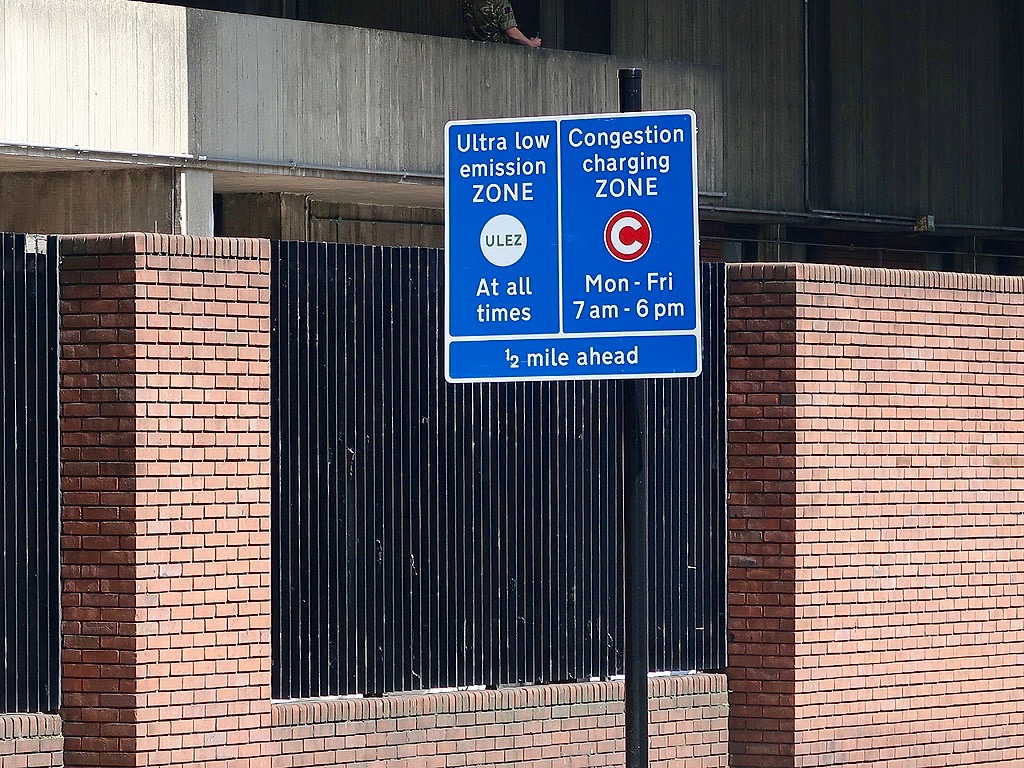 Ultra low
emission
ZONE
ULEZ
At all
times
Congestion
charging
ZONE
C
Mon - Fri
7 am - 6 pm
½ mile ahead